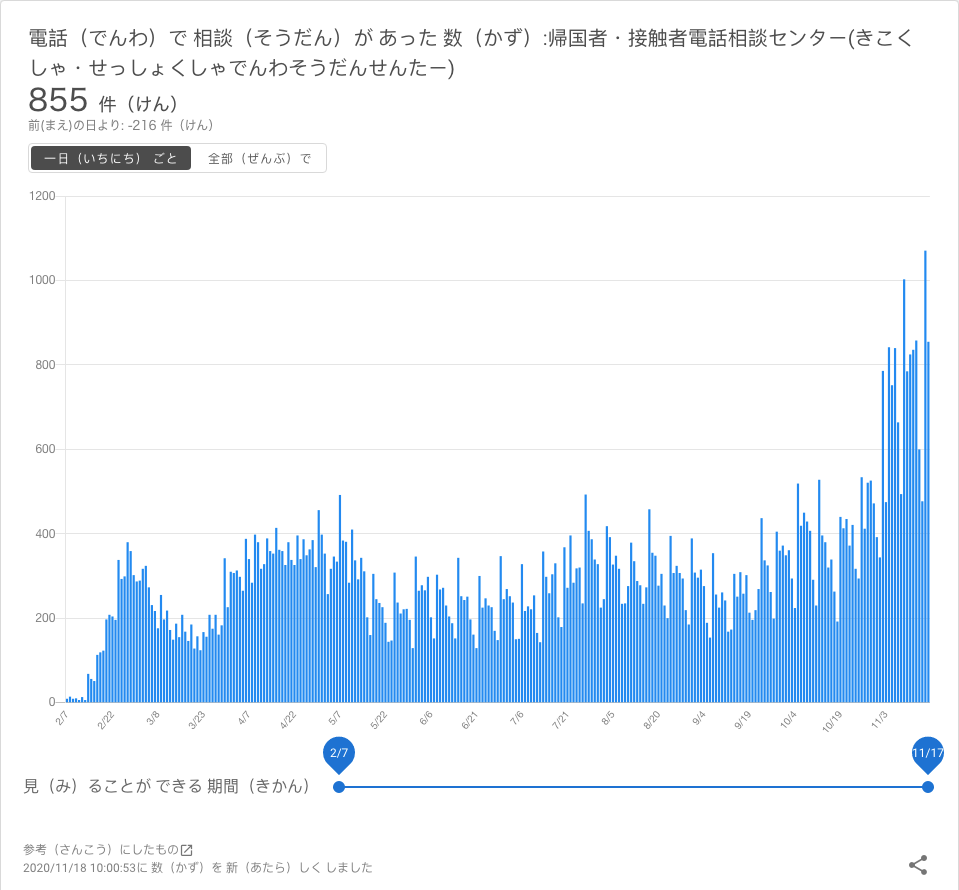 電話（でんわ）で 相談（そうだん）が あった 数（かず）:帰国者・接触者電話相談センター(きこく
しゃ・せっしょくしゃでんわそうだんせんたー)
855 件（けん）
前(まえ)の日より: -216 件（けん）
一日（いちにち） ごと 全部（ぜんぶ）で
1200
1000
800
600
400
200
0
2/7 2/22 3/8 3/23 4/7 4/22 5/7 5/22 6/6 6/21 7/6 7/21 8/5 8/20 9/4 9/19 10/4 10/19 11/3
2/7 11/17
見（み）ることが できる 期間（きかん）
参考（さんこう）にしたもの
2020/11/18 10:00:53に 数（かず）を 新（あたら）しく しました